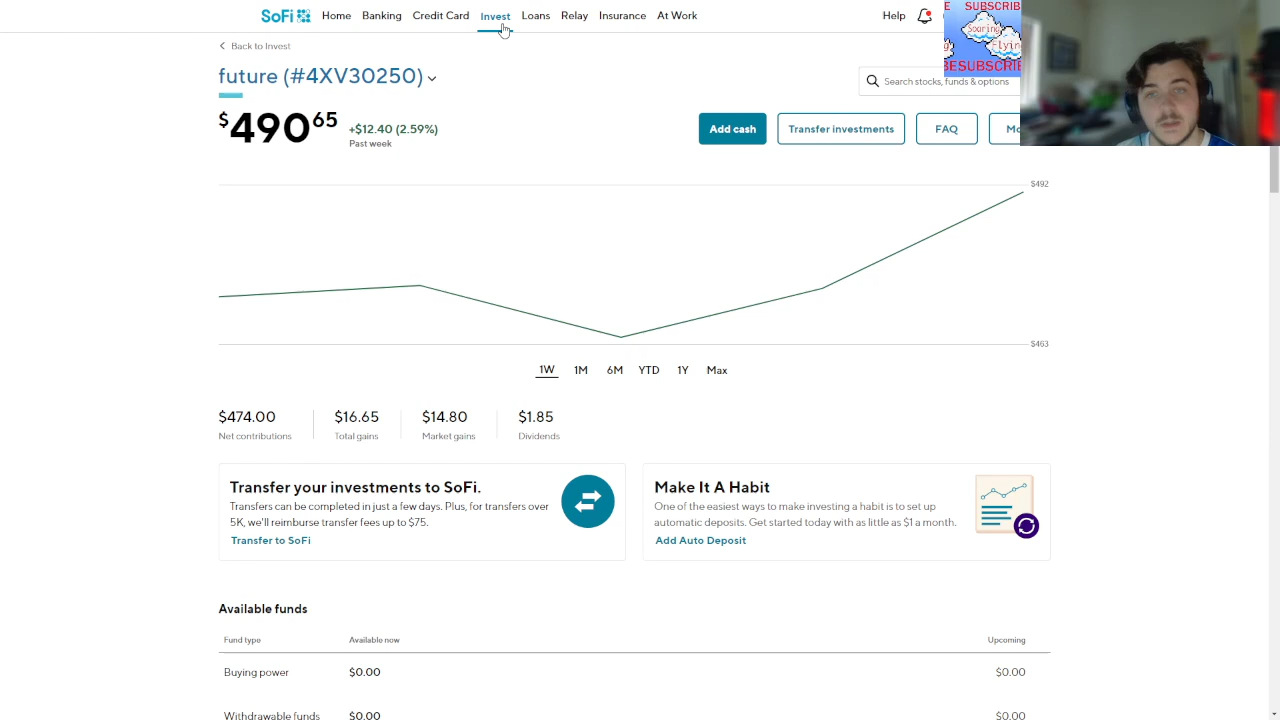 SoFi Home Banking Credit Card Invest Loans Relay Insurance At Work Help
E SUBSCRIB
Soaring
Flying
BESUBSCRIE
Back to Invest
future (#4XV30250)
Search stocks, funds & options
$490 65 +$12.40 (2.59%)
Past week
Add cash Transfer investments FAQ Mo
$492
$463
1W 1M 6M YTD 1Y Max
$474.00 $16.65 $14.80 $1.85
Net contributions Total gains Market gains Dividends
Transfer your investments to SoFi.
Transfers can be completed in just a few days. Plus, for transfers over
5K, we'll reimburse transfer fees up to $75.
Transfer to SoFi
Make It A Habit
One of the easiest ways to make investing a habit is to set up
automatic deposits. Get started today with as little as $1 a month.
Add Auto Deposit
Available funds
Fund type Available now Upcoming
Buying power $0.00 $0.00
Withdrawable funds $0.00 $0.00